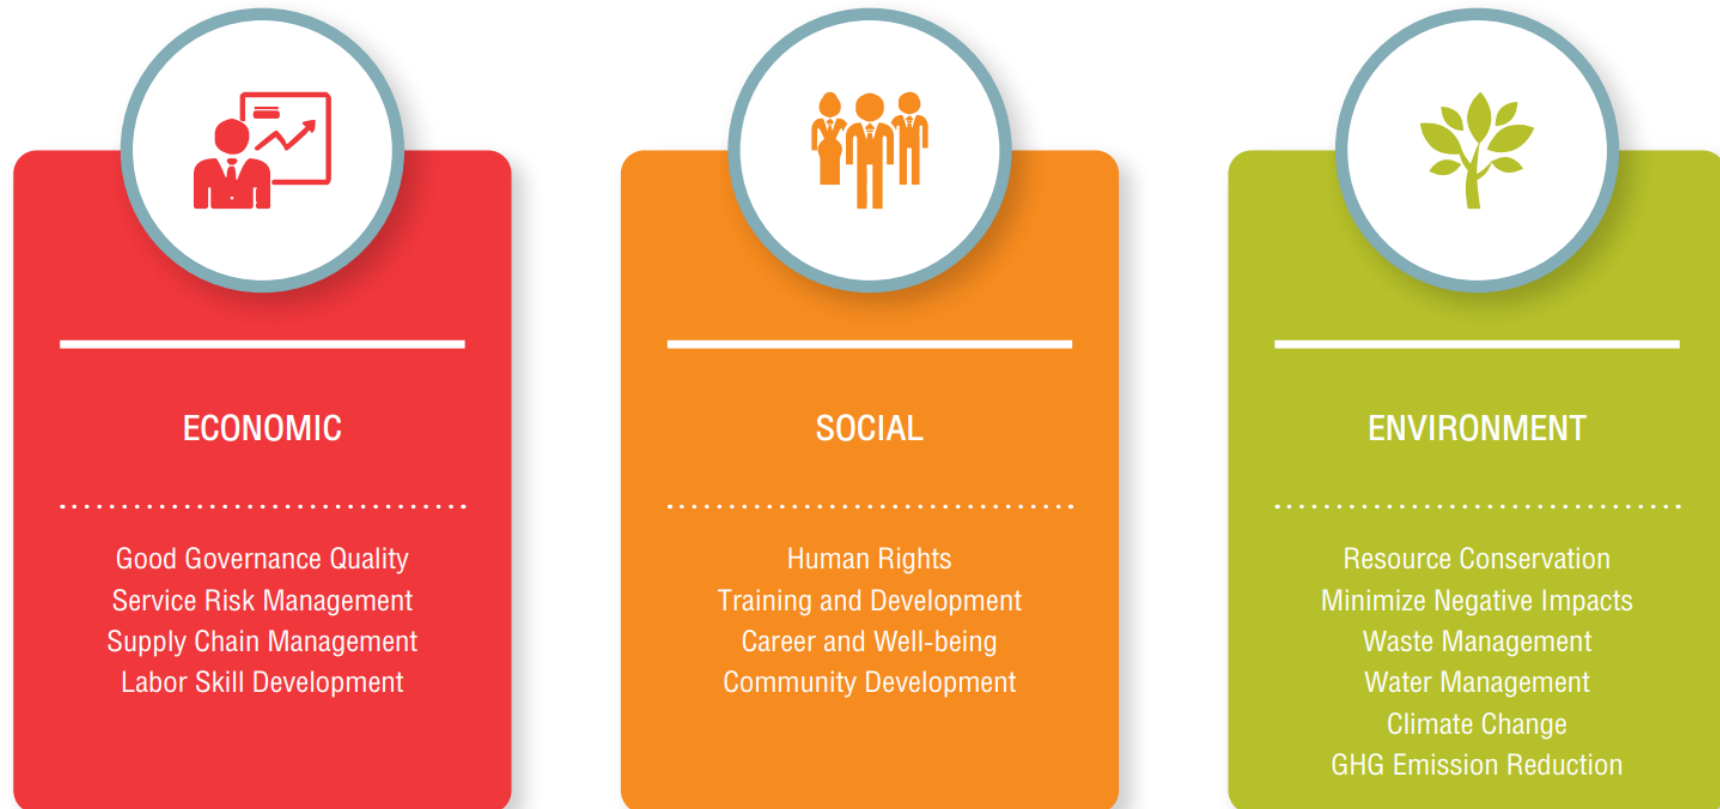 ECONOMIC
Good Governance Quality
Service Risk Management
Supply Chain Management
Labor Skill Development
SOCIAL
Human Rights
Training and Development
Career and Well-being
Community Development
ENVIRONMENT
Resource Conservation
Minimize Negative Impacts
Waste Management
Water Management
Climate Change
GHG Emission Reduction